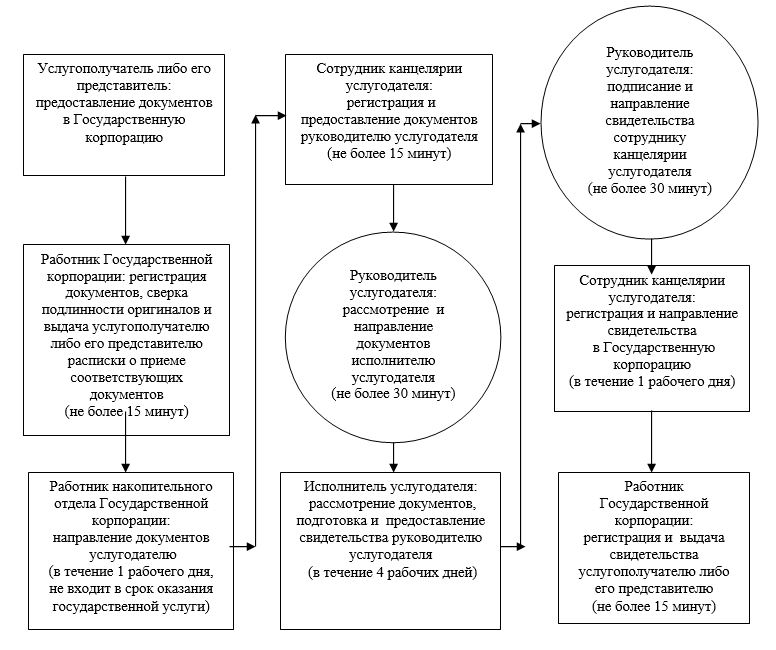 Услугополучатель либо его
представитель:
предоставление документов
в Государственную
корпорацию
Работник Государственной
корпорации: регистрация
документов, сверка
подлинности оригиналов и
выдача услугополучателю
либо его представителю
расписки о приеме
соответствующих
документов
(не более 15 минут)
Работник накопительного
отдела Государственной
корпорации:
направление документов
услугодателю
(в течение 1 рабочего дня,
не входит в срок оказания
государственной услуги)
Сотрудник канцелярии
услугодателя:
регистрация и
предоставление документов
руководителю услугодателя
(не более 15 минут)
Руководитель
услугодателя:
рассмотрение и
направление
документов
исполнителю
услугодателя
(не более 30 минут)
Исполнитель услугодателя:
рассмотрение документов,
подготовка и предоставление
свидетельства руководителю
услугодателя
(в течение 4 рабочих дней)
Руководитель
услугодателя:
подписание и
направление
свидетельства
сотруднику
канцелярии
услугодателя
(не более 30 минут)
Сотрудник канцелярии
услугодателя:
регистрация и направление
свидетельства
в Государственную
корпорацию
(в течение 1 рабочего дня)
Работник
Государственной
корпорации:
регистрация и выдача
свидетельства
услугополучателю либо
его представителю
(не более 15 минут)